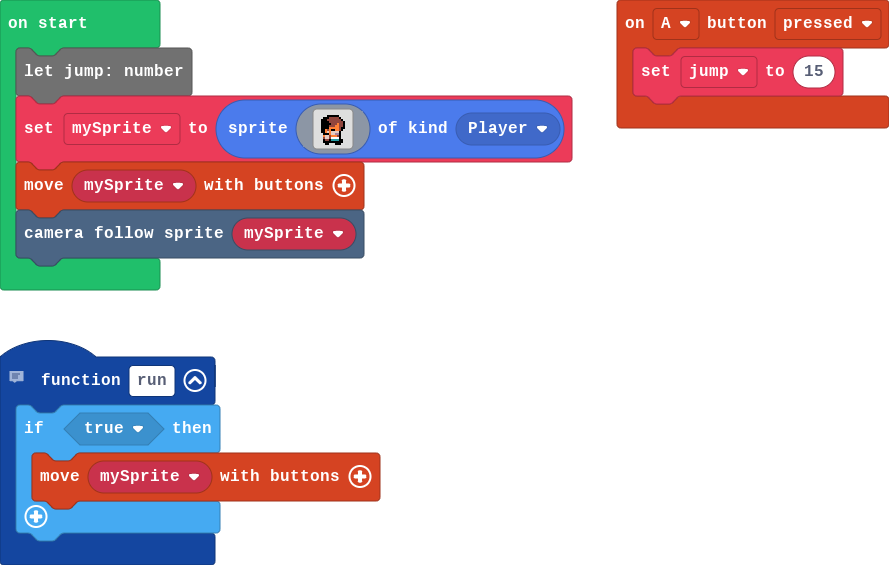 on start
let jump: number
set mySprite to sprite of kind Player
move mySprite with buttons
camera follow sprite mySprite
on A button pressed
set jump to 15
function run
if true then
move mySprite with buttons